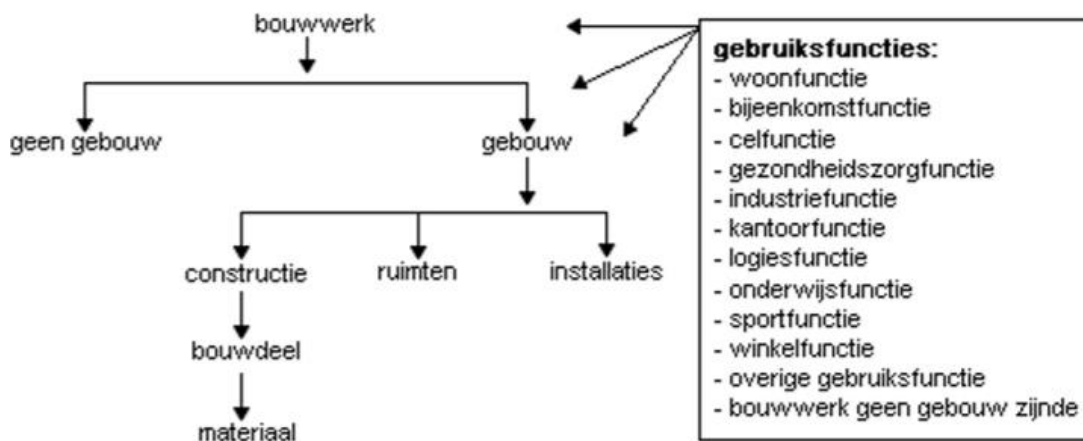 bouwwerk
geen gebouw
gebouw
constructie
ruimten
installaties
bouwdeel
materiaal
gebruiksfuncties:
- woonfunctie
- bijeenkomstfunctie
- celfunctie
- gezondheidszorgfunctie
- industriefunctie
- kantoorfunctie
- logiesfunctie
- onderwijsfunctie
- sportfunctie
- winkelfunctie
- overige gebruiksfunctie
- bouwwerk geen gebouw zijnde